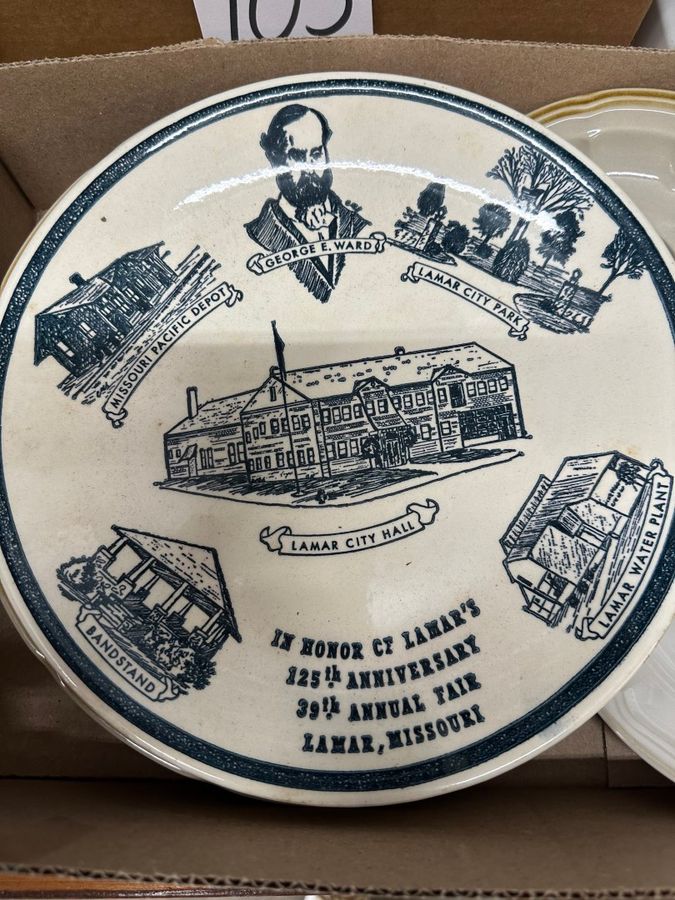 105
GEORGE E. WARD
LAMAR CITY PARK
MISSOURI PACIFIC DEPOT
LAMAR CITY HALL
LAMAR WATER PLANT
BANDSTAND
IN HONOR OF LAMAR'S
125th ANNIVERSARY
39th ANNUAL FAIR
LAMAR, MISSOURI